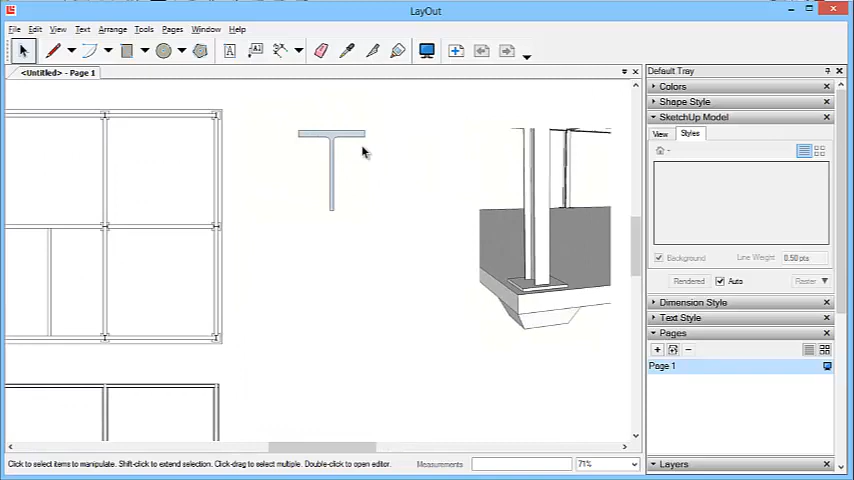 LayOut
File Edit View Text Arrange Tools Pages Window Help
<Untitled> - Page 1
Default Tray
Colors
Shape Style
SketchUp Model
View Styles
Background Line Weight 0.50 pts
Rendered Auto Raster
Dimension Style
Text Style
Pages
Page 1
Layers
Click to select items to manipulate. Shift-click to extend selection. Click-drag to select multiple. Double-click to open editor. Measurements 71%